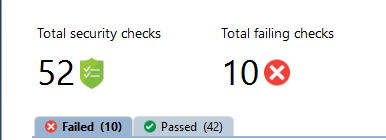 Total security checks Total failing checks
52 10
Failed (10) Passed (42)